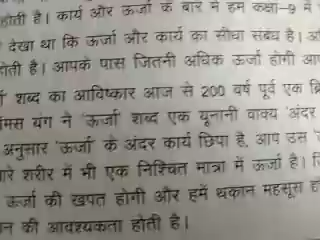 होती है। कार्य और ऊर्जा के बारे में हम कक्षा-9 में
देखा था कि ऊर्जा और कार्य का सीधा संबंध है।
होती है। आपके पास जितनी अधिक ऊर्जा होगी
शब्द का आविष्कार आज से 200 वर्ष पूर्व एक
यंग ने 'ऊर्जा' शब्द एक यूनानी वाक्य 'अंदर
अनुसार 'ऊर्जा' के अंदर कार्य छिपा है, आप उस
शरीर में भी एक निश्चित मात्रा में ऊर्जा है।
ऊर्जा की खपत होगी और हमें थकान महसूस
की आवश्यकता होती है।